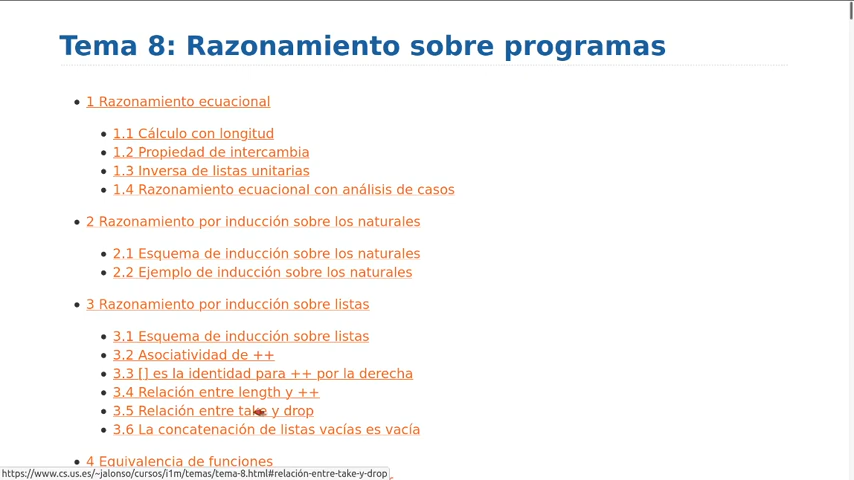 Tema 8: Razonamiento sobre programas
1 Razonamiento ecuacional
1.1 Cálculo con longitud
1.2 Propiedad de intercambia
1.3 Inversa de listas unitarias
1.4 Razonamiento ecuacional con análisis de casos
2 Razonamiento por inducción sobre los naturales
2.1 Esquema de inducción sobre los naturales
2.2 Ejemplo de inducción sobre los naturales
3 Razonamiento por inducción sobre listas
3.1 Esquema de inducción sobre listas
3.2 Asociatividad de ++
3.3 [] es la identidad para ++ por la derecha
3.4 Relación entre length y ++
3.5 Relación entre take y drop
3.6 La concatenación de listas vacías es vacía
4 Equivalencia de funciones
https://www.cs.us.es/~jalonso/cursos/i1m/temas/tema-8.html#relación-entre-take-y-drop